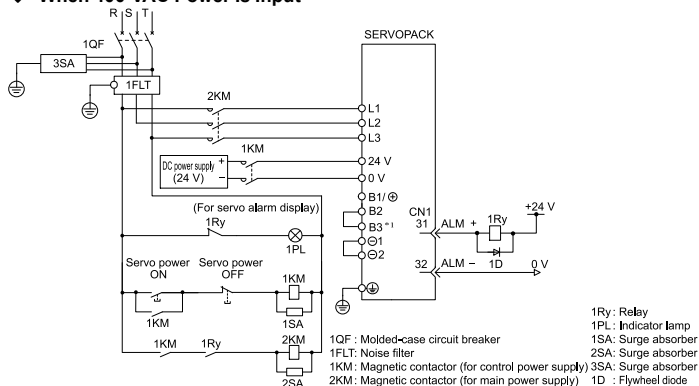 When 400-VAC Power Is Input
R S T
SERVOPACK
1QF
3SA
1FLT
2KM
L1
L2
L3
1KM
DC power supply + 
(24 V) −
24 V
0 V
B1/⊕
B2
B3 *1
⊖1
⊖2
CN1
31
ALM +
1Ry
+24 V
32
ALM −
1D
0 V
(For servo alarm display)
1Ry
1PL
Servo power
ON
Servo power
OFF
1KM
1KM
1SA
1KM
1Ry
2KM
2SA
1QF : Molded-case circuit breaker
1FLT: Noise filter
1KM: Magnetic contactor (for control power supply)
2KM: Magnetic contactor (for main power supply)
1Ry: Relay
1PL: Indicator lamp
1SA: Surge absorber
2SA: Surge absorber
3SA: Surge absorber
1D : Flywheel diode